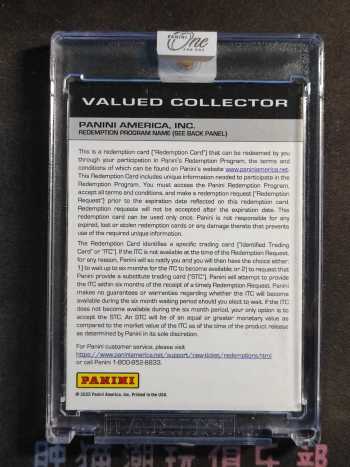 PANINI
One
ONE AND ONE
VALUED COLLECTOR
PANINI AMERICA, INC.
REDEMPTION PROGRAM NAME (SEE BACK PANEL)
This is a redemption card ("Redemption Card") that can be redeemed by you
through your participation in Panini's Redemption Program, the terms and
conditions of which can be found on Panini's website www.paniniamerica.net.
This Redemption Card includes unique information needed to participate in the
Redemption Program. You must access the Panini Redemption Program,
accept all terms and conditions, and make a redemption request ["Redemption
Request"] prior to the expiration date reflected on this redemption card.
Redemption requests will not be accepted after the expiration date. This
redemption card can be used only once. Panini is not responsible for any
expired, lost or stolen redemption cards or any damage thereto that prevents
use of the required unique information.
The Redemption Card identifies a specific trading card ("Identified Trading
Card" or "ITC"). If the ITC is not available at the time of the Redemption Request,
for any reason, Panini will so notify and you will then have the choice either:
1] to wait up to six months for the ITC to become available; or 2] to request that
Panini provide a substitute trading card ("STC"). Panini will attempt to provide
the ITC within six months of the receipt of a timely Redemption Request. Panini
makes no guarantees or warranties regarding whether the ITC will become
available during the six month waiting period should you elect to wait. If the ITC
does not become available during the six month period, your only option is to
accept the STC. An STC will be of an equal or greater monetary value as
compared to the market value of the ITC as of the time of the product release
as determined by Panini in its sole discretion.
For Panini customer service, please visit
https://www.paniniamerica.net/support/new-ticket/redemptions.html
or call Panini 1-800-852-8833.
PANINI
© 2023 Panini America, Inc. Printed in the USA.
PANINI